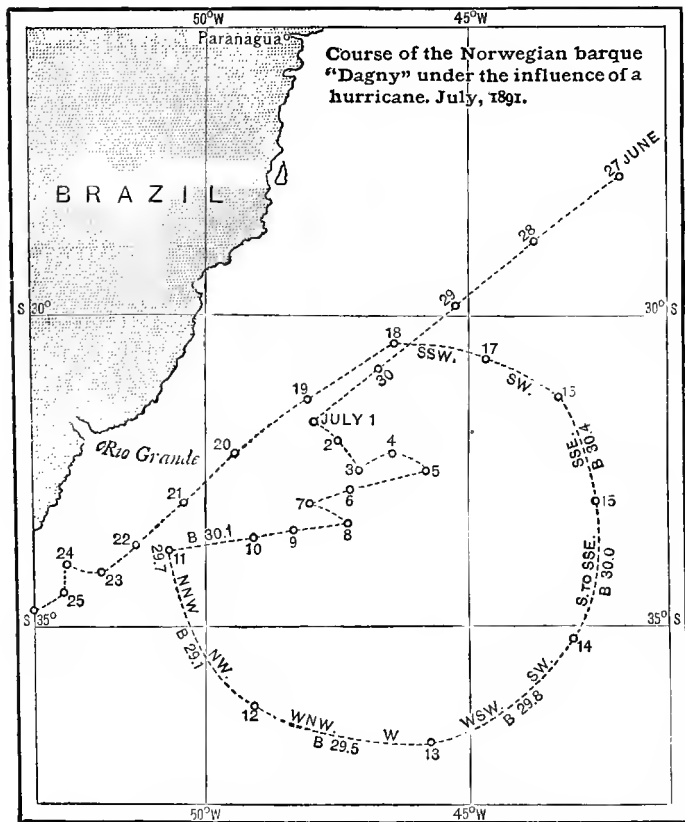 50°
W
45°
W
Paranagua
Course of the Norwegian barque
"Dagny" under the influence of a
hurricane. July, 1891.
27 JUNE
BRAZIL
28
29
S 30°
30° S
18
SSW.
17
30
SW.
15
19
JULY 1
SSE.
B 30.4
2
4
20
Rio Grande
3
5
6
21
7
15
8
22
B 30.1
10
9
11
24
23
29.7
NNW.
S. TO SSE.
B 30.0
25
S 35°
35° S
14
NW.
B 29.1
SW.
12
WNW.
W
WSW.
B 29.8
B 29.5
13
50°W
45°W